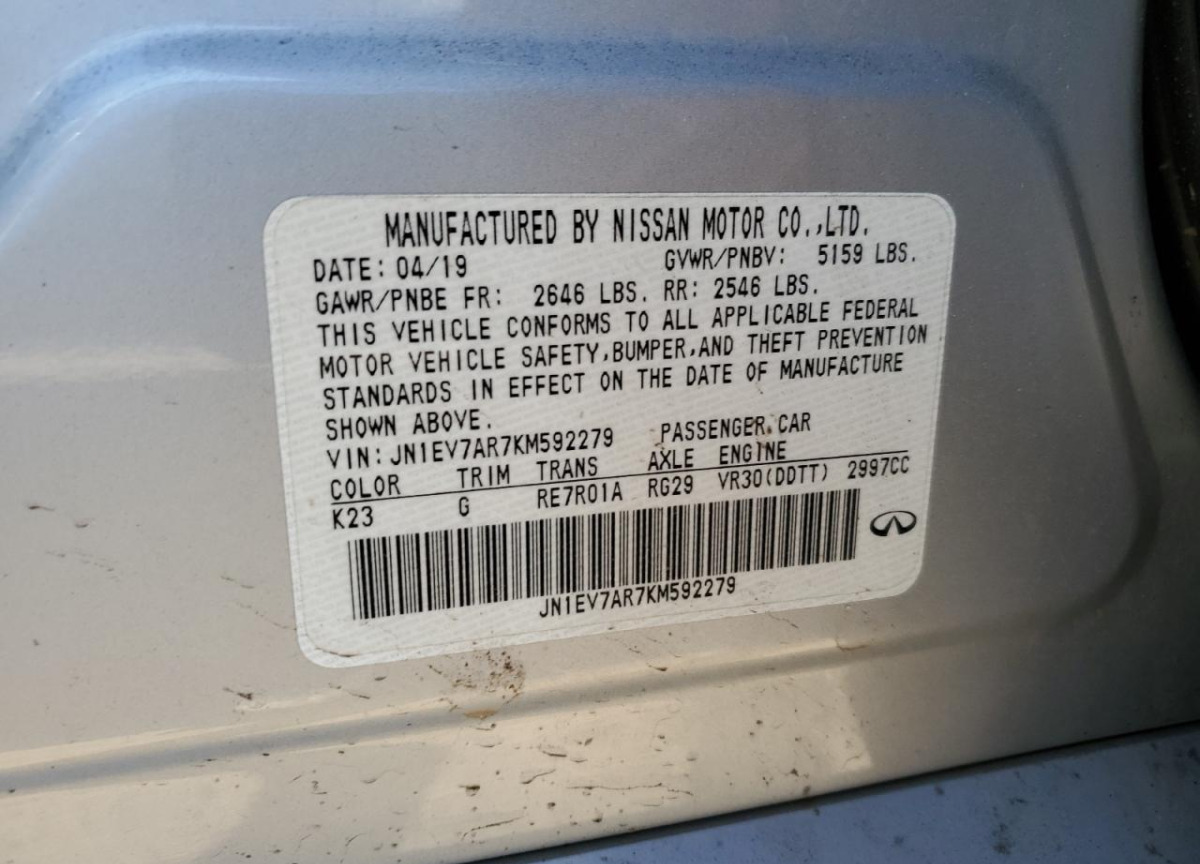 MANUFACTURED BY NISSAN MOTOR CO.,LTD.
DATE: 04/19 GVWR/PNBV: 5159 LBS.
GAWR/PNBE FR: 2646 LBS. RR: 2546 LBS.
THIS VEHICLE CONFORMS TO ALL APPLICABLE FEDERAL
MOTOR VEHICLE SAFETY,BUMPER,AND THEFT PREVENTION
STANDARDS IN EFFECT ON THE DATE OF MANUFACTURE
SHOWN ABOVE.
VIN: JN1EV7AR7KM592279 PASSENGER CAR
COLOR TRIM TRANS AXLE ENGINE
K23 G RE7R01A RG29 VR30(DDTT) 2997CC
JN1EV7AR7KM592279